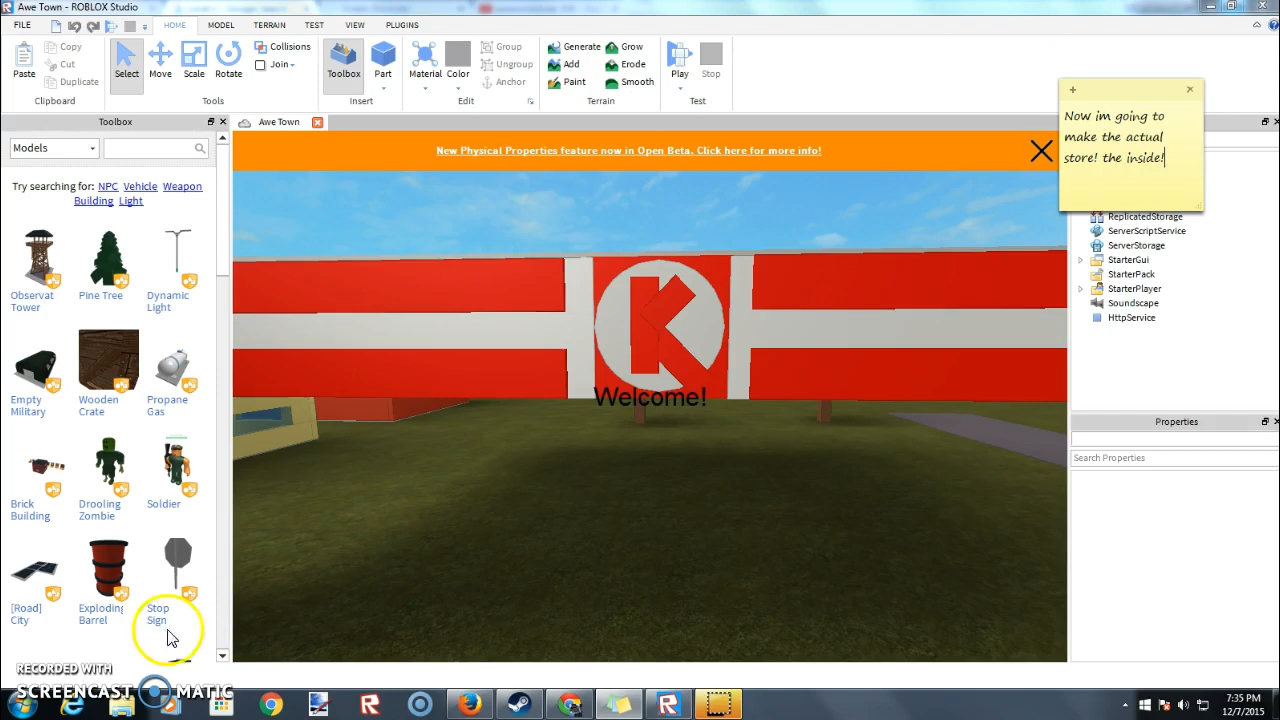 Awe Town - ROBLOX Studio
FILE HOME MODEL TERRAIN TEST VIEW PLUGINS
Paste Copy Cut Duplicate Clipboard
Select Move Scale Rotate Collisions Join Tools
Toolbox Part Insert
Material Color Group Ungroup Anchor Edit
Generate Grow Add Erode Paint Smooth Terrain
Play Stop Test
Toolbox
Models
Try searching for: NPC Vehicle Weapon
Building Light
Observat Tower
Pine Tree
Dynamic Light
Empty Military
Wooden Crate
Propane Gas
Brick Building
Drooling Zombie
Soldier
[Road] City
Exploding Barrel
Stop Sign
Awe Town
New Physical Properties feature now in Open Beta. Click here for more info!
K
Welcome!
Now im going to
make the actual
store! the inside!
ReplicatedStorage
ServerScriptService
ServerStorage
StarterGui
StarterPack
StarterPlayer
Soundscape
HttpService
Properties
Search Properties
RECORDED WITH
SCREENCAST MATIC
7:35 PM
12/7/2015